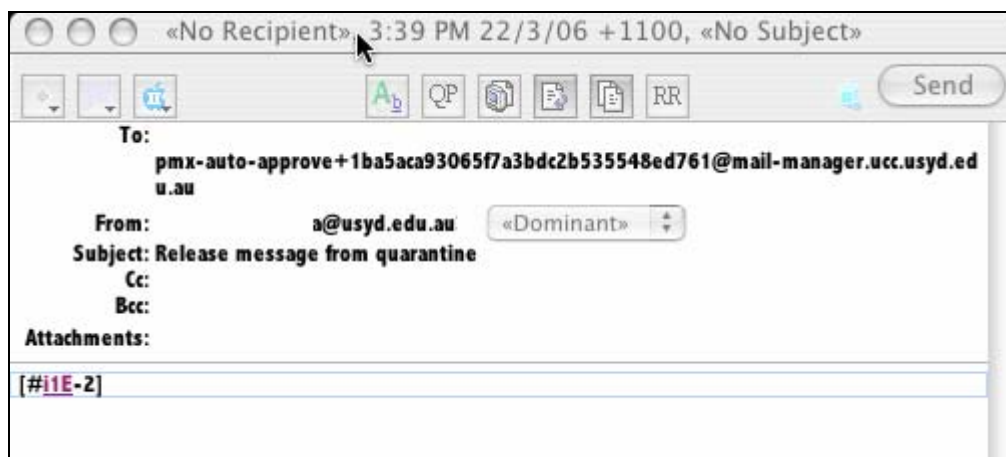 «No Recipient», 3:39 PM 22/3/06 +1100, «No Subject»
Ab QP RR Send
To:
pmx-auto-approve+1ba5aca93065f7a3bdc2b535548ed761@mail-manager.ucc.usyd.ed
u.au
From: a@usyd.edu.au «Dominant»
Subject: Release message from quarantine
Cc:
Bcc:
Attachments:
[#i1E-2]